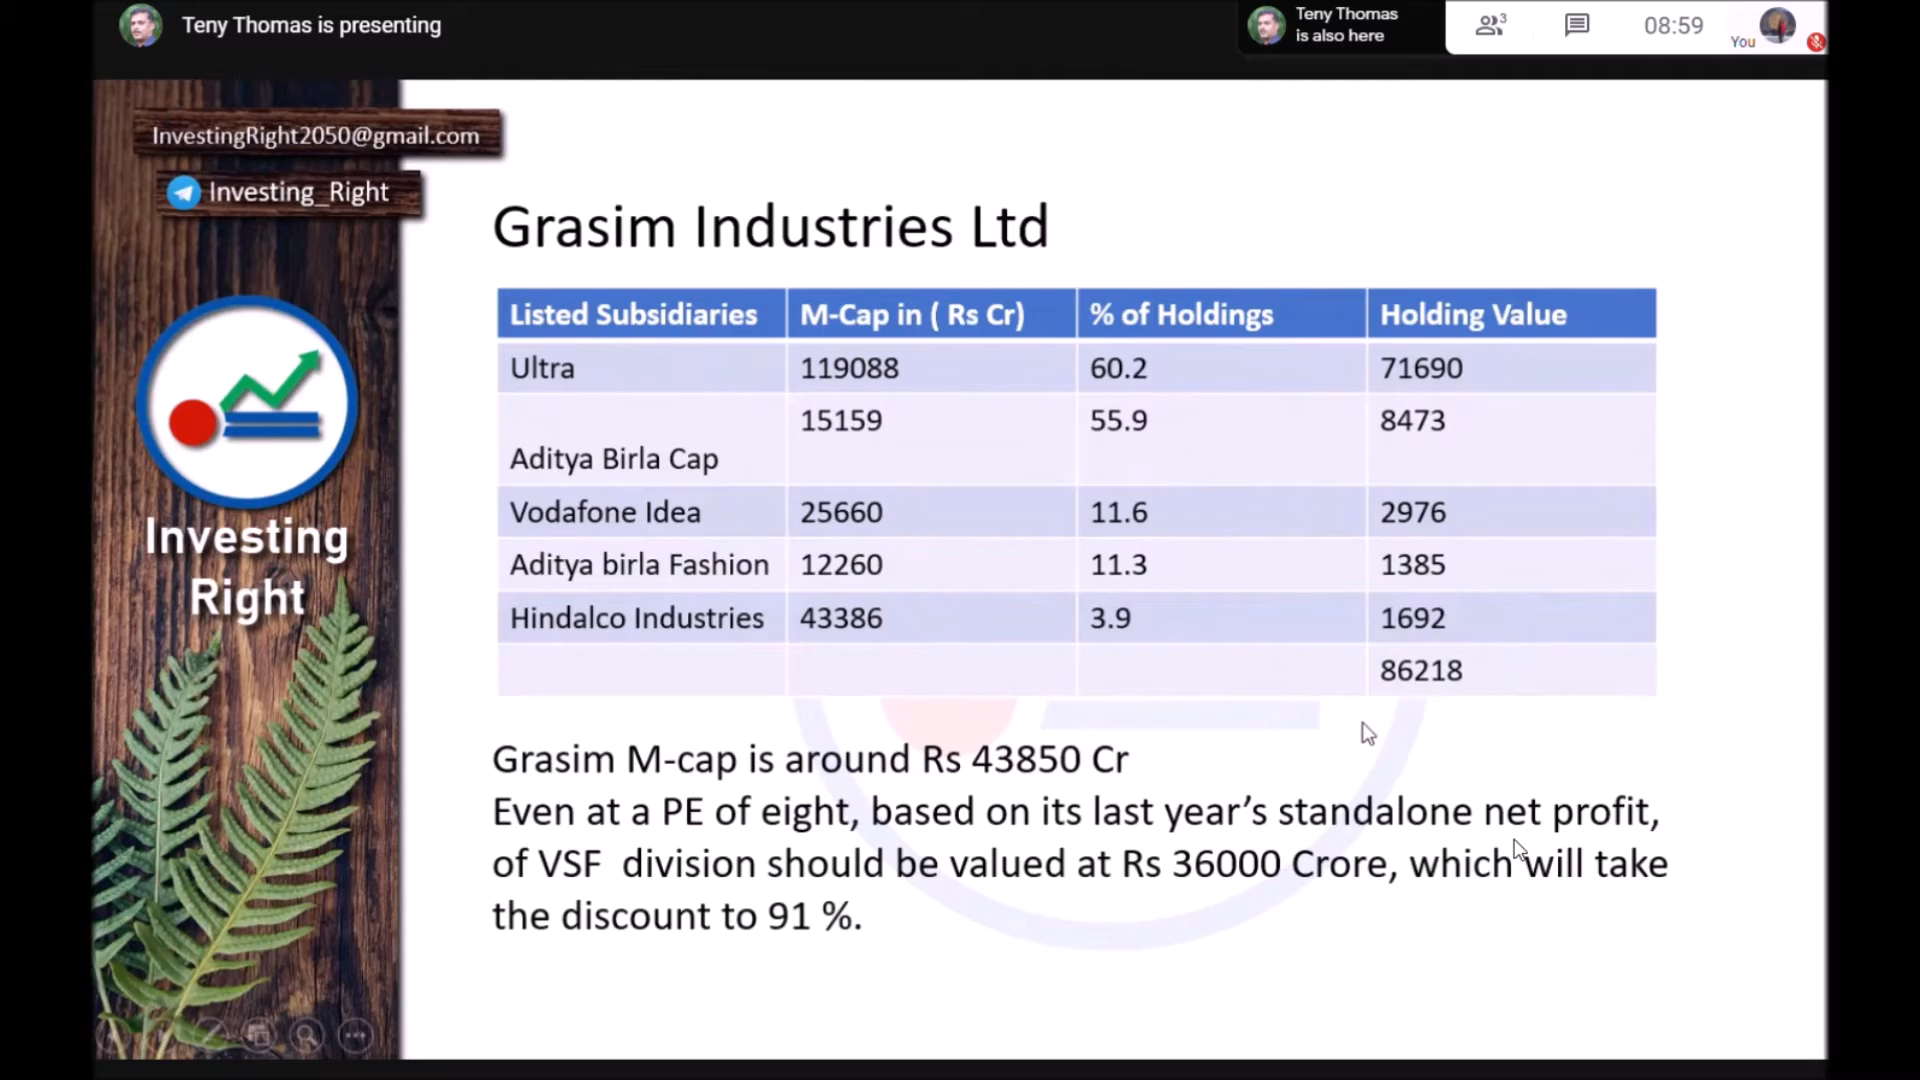 Teny Thomas is presenting
Teny Thomas
is also here
3
08:59
You
InvestingRight2050@gmail.com
Investing_Right
Investing
Right
Grasim Industries Ltd
Listed Subsidiaries M-Cap in ( Rs Cr) % of Holdings Holding Value
Ultra 119088 60.2 71690
Aditya Birla Cap 15159 55.9 8473
Vodafone Idea 25660 11.6 2976
Aditya birla Fashion 12260 11.3 1385
Hindalco Industries 43386 3.9 1692
86218
Grasim M-cap is around Rs 43850 Cr
Even at a PE of eight, based on its last year’s standalone net profit,
of VSF division should be valued at Rs 36000 Crore, which will take
the discount to 91 %.